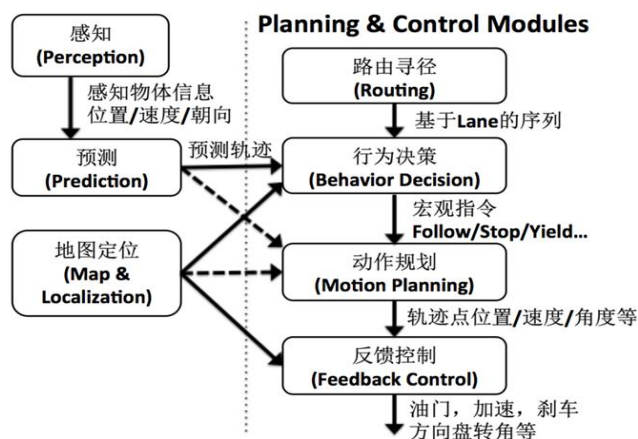 Planning & Control Modules
感知
(Perception)
感知物体信息
位置/速度/朝向
预测
(Prediction)
预测轨迹
地图定位
(Map &
Localization)
路由寻径
(Routing)
基于Lane的序列
行为决策
(Behavior Decision)
宏观指令
Follow/Stop/Yield...
动作规划
(Motion Planning)
轨迹点位置/速度/角度等
反馈控制
(Feedback Control)
油门，加速，刹车
方向盘转角等